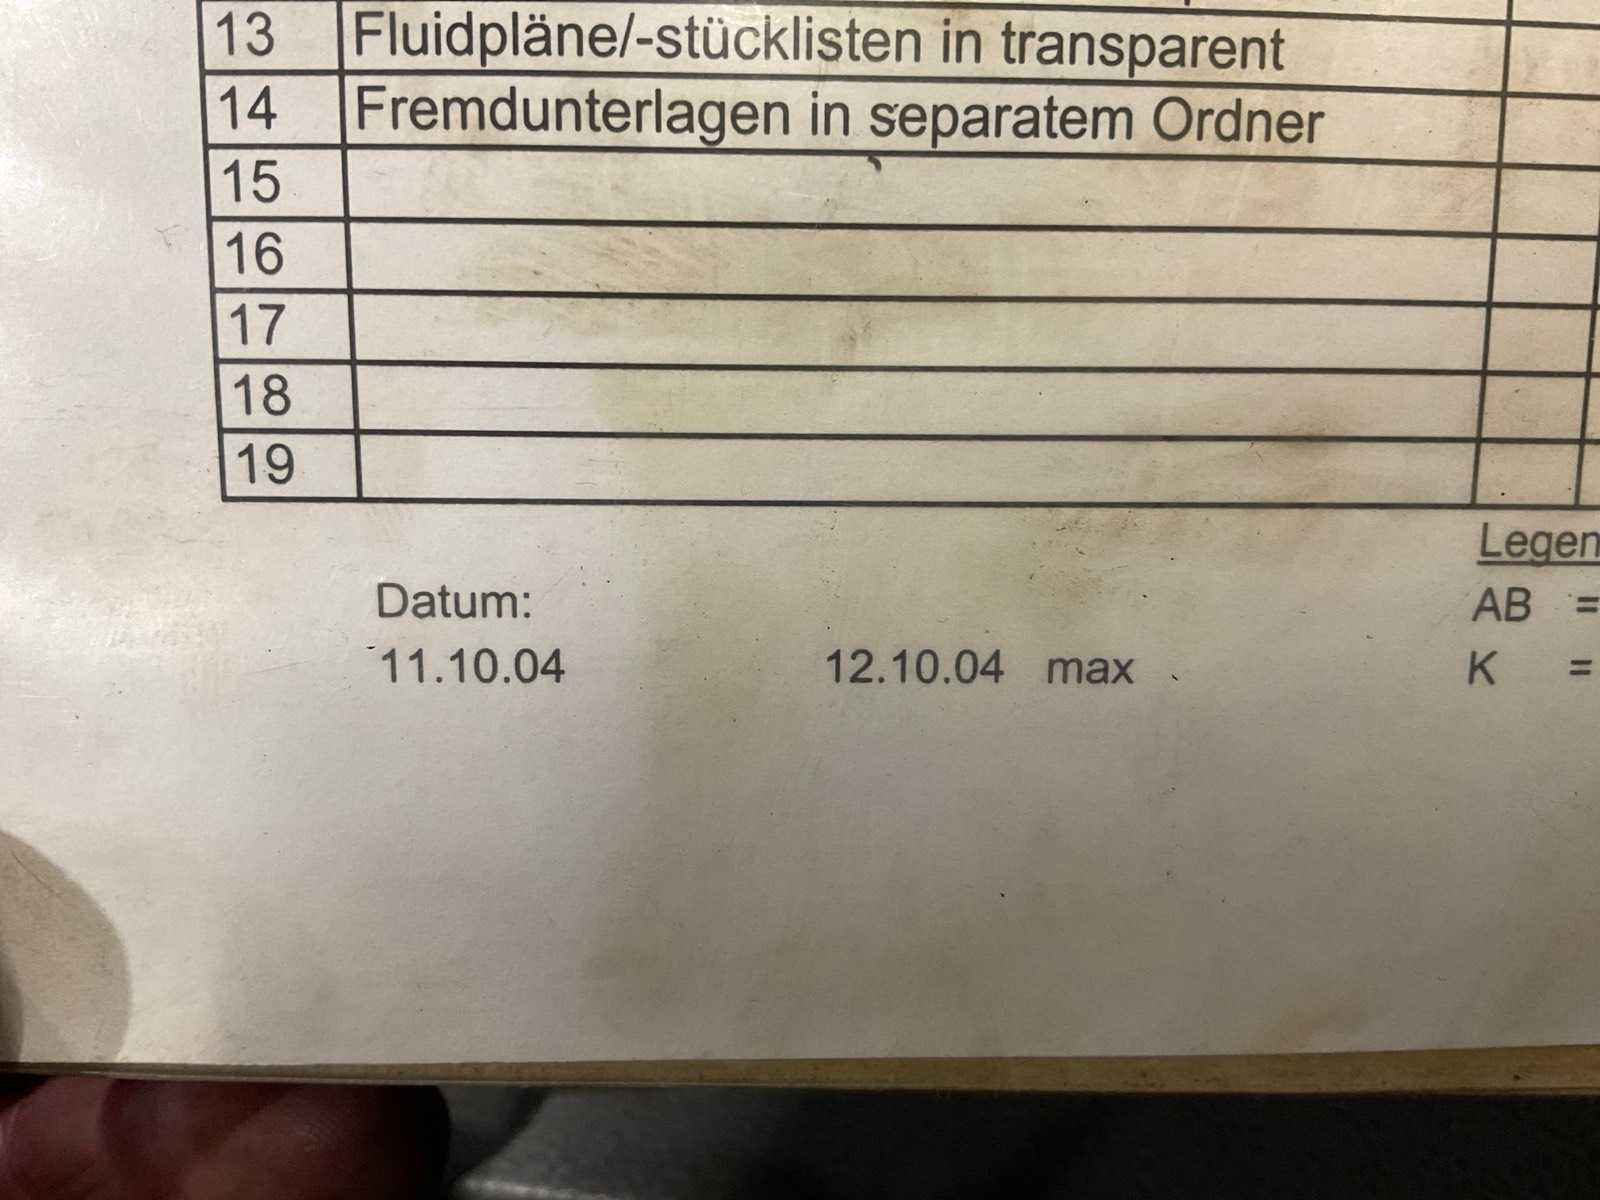 13 Fluidpläne/-stücklisten in transparent
14 Fremdunterlagen in separatem Ordner
15
16
17
18
19
Legen
Datum: AB =
11.10.04 12.10.04 max K =